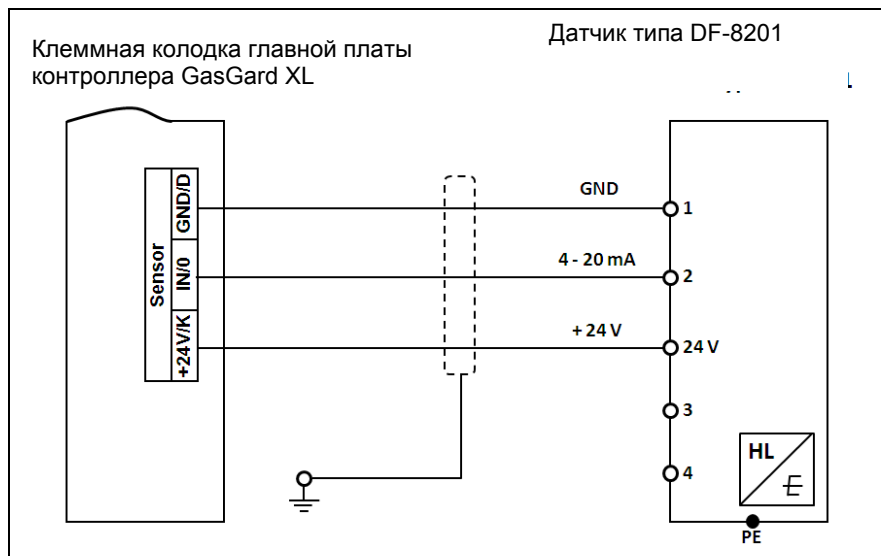 Клеммная колодка главной платы
контроллера GasGard XL
Датчик типа DF-8201
Sensor
GND/D
IN/0
+24V/K
GND
4 - 20 mA
+ 24 V
1
2
24 V
3
4
HL
E
PE